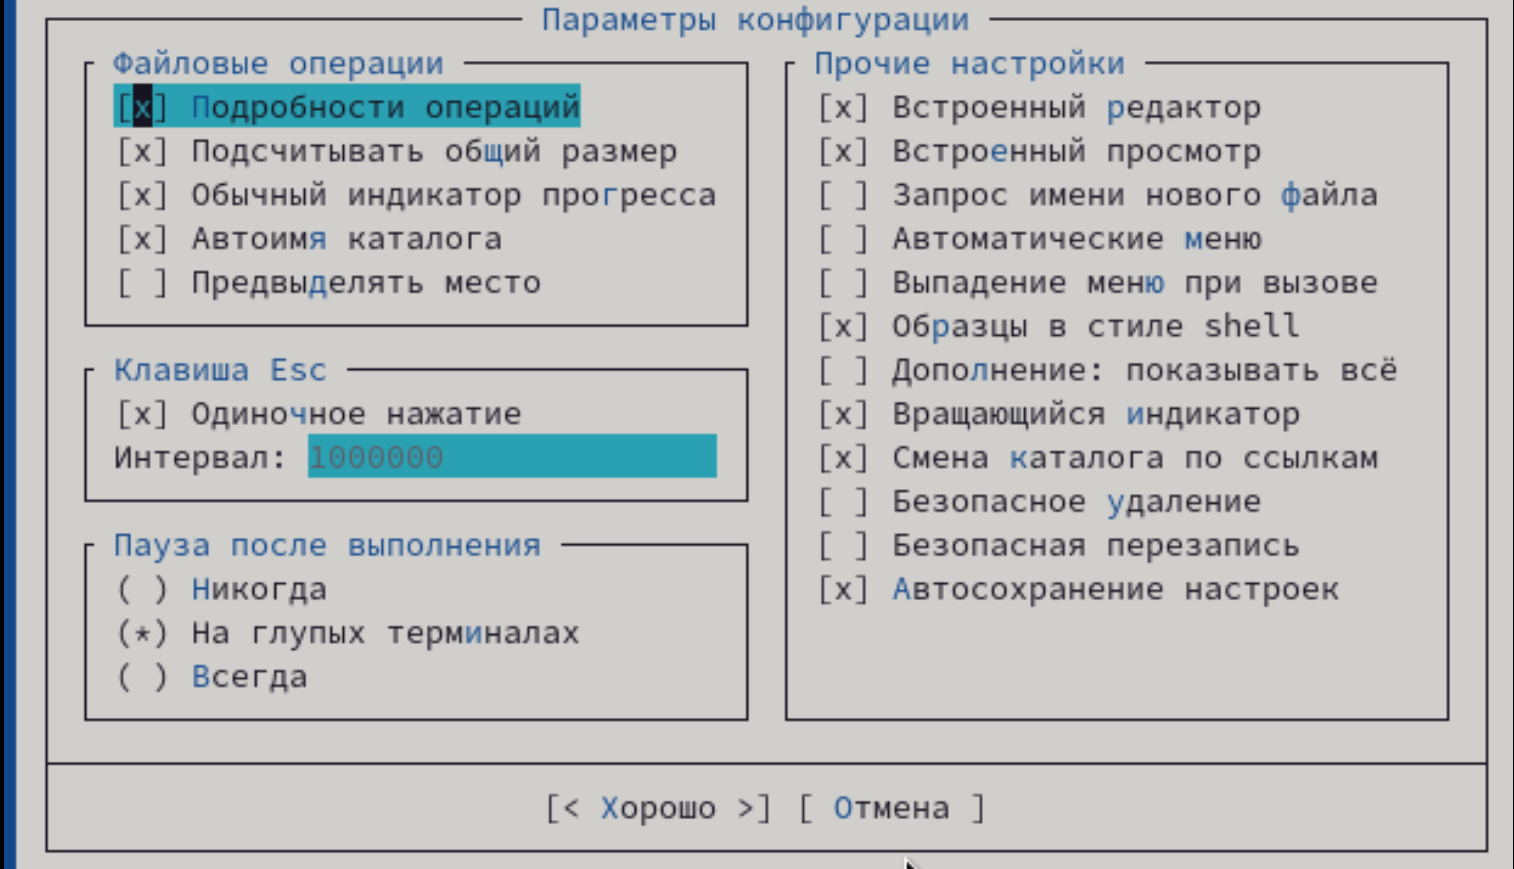 Параметры конфигурации
Файловые операции
[x] Подробности операций
[x] Подсчитывать общий размер
[x] Обычный индикатор прогресса
[x] Автоимя каталога
[ ] Предвыделять место
Клавиша Esc
[x] Одиночное нажатие
Интервал: 1000000
Пауза после выполнения
( ) Никогда
(*) На глупых терминалах
( ) Всегда
Прочие настройки
[x] Встроенный редактор
[x] Встроенный просмотр
[ ] Запрос имени нового файла
[ ] Автоматические меню
[ ] Выпадение меню при вызове
[x] Образцы в стиле shell
[ ] Дополнение: показывать всё
[x] Вращающийся индикатор
[x] Смена каталога по ссылкам
[ ] Безопасное удаление
[ ] Безопасная перезапись
[x] Автосохранение настроек
[< Хорошо >] [ Отмена ]